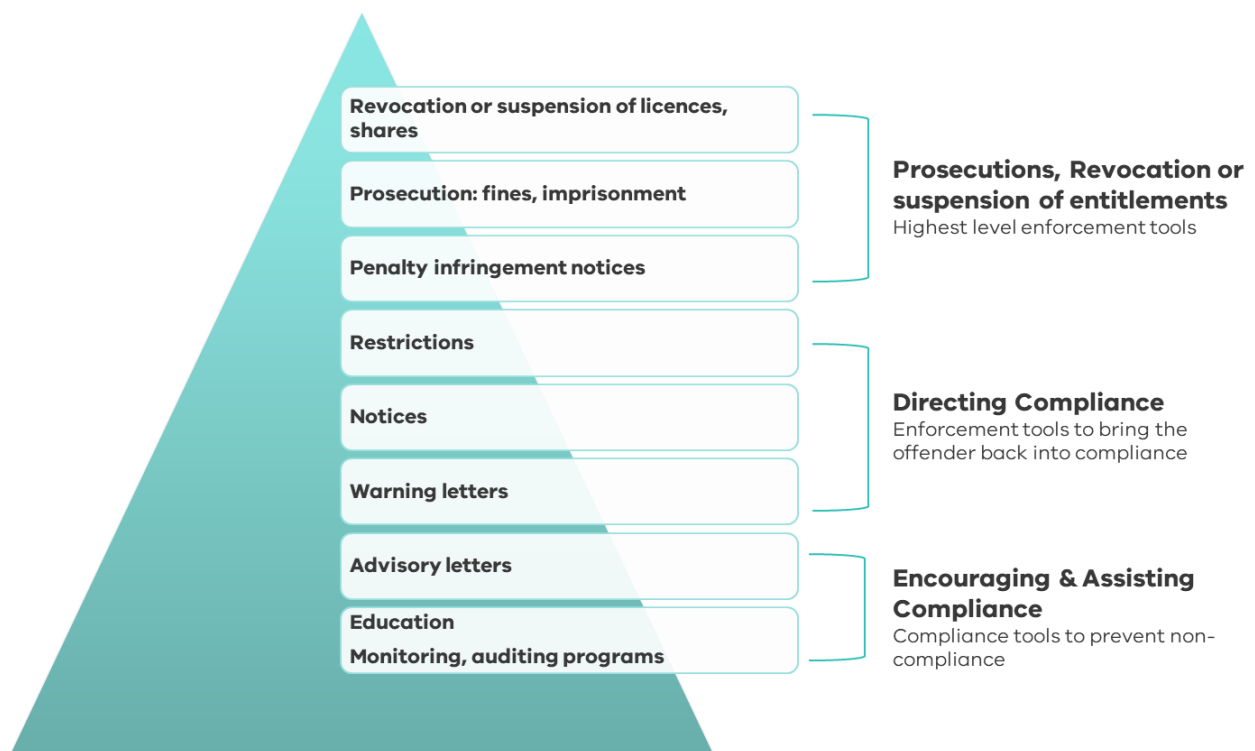 Revocation or suspension of licences,
shares
Prosecution: fines, imprisonment
Penalty infringement notices
Restrictions
Notices
Warning letters
Advisory letters
Education
Monitoring, auditing programs
Prosecutions, Revocation or
suspension of entitlements
Highest level enforcement tools
Directing Compliance
Enforcement tools to bring the
offender back into compliance
Encouraging & Assisting
Compliance
Compliance tools to prevent non-
compliance